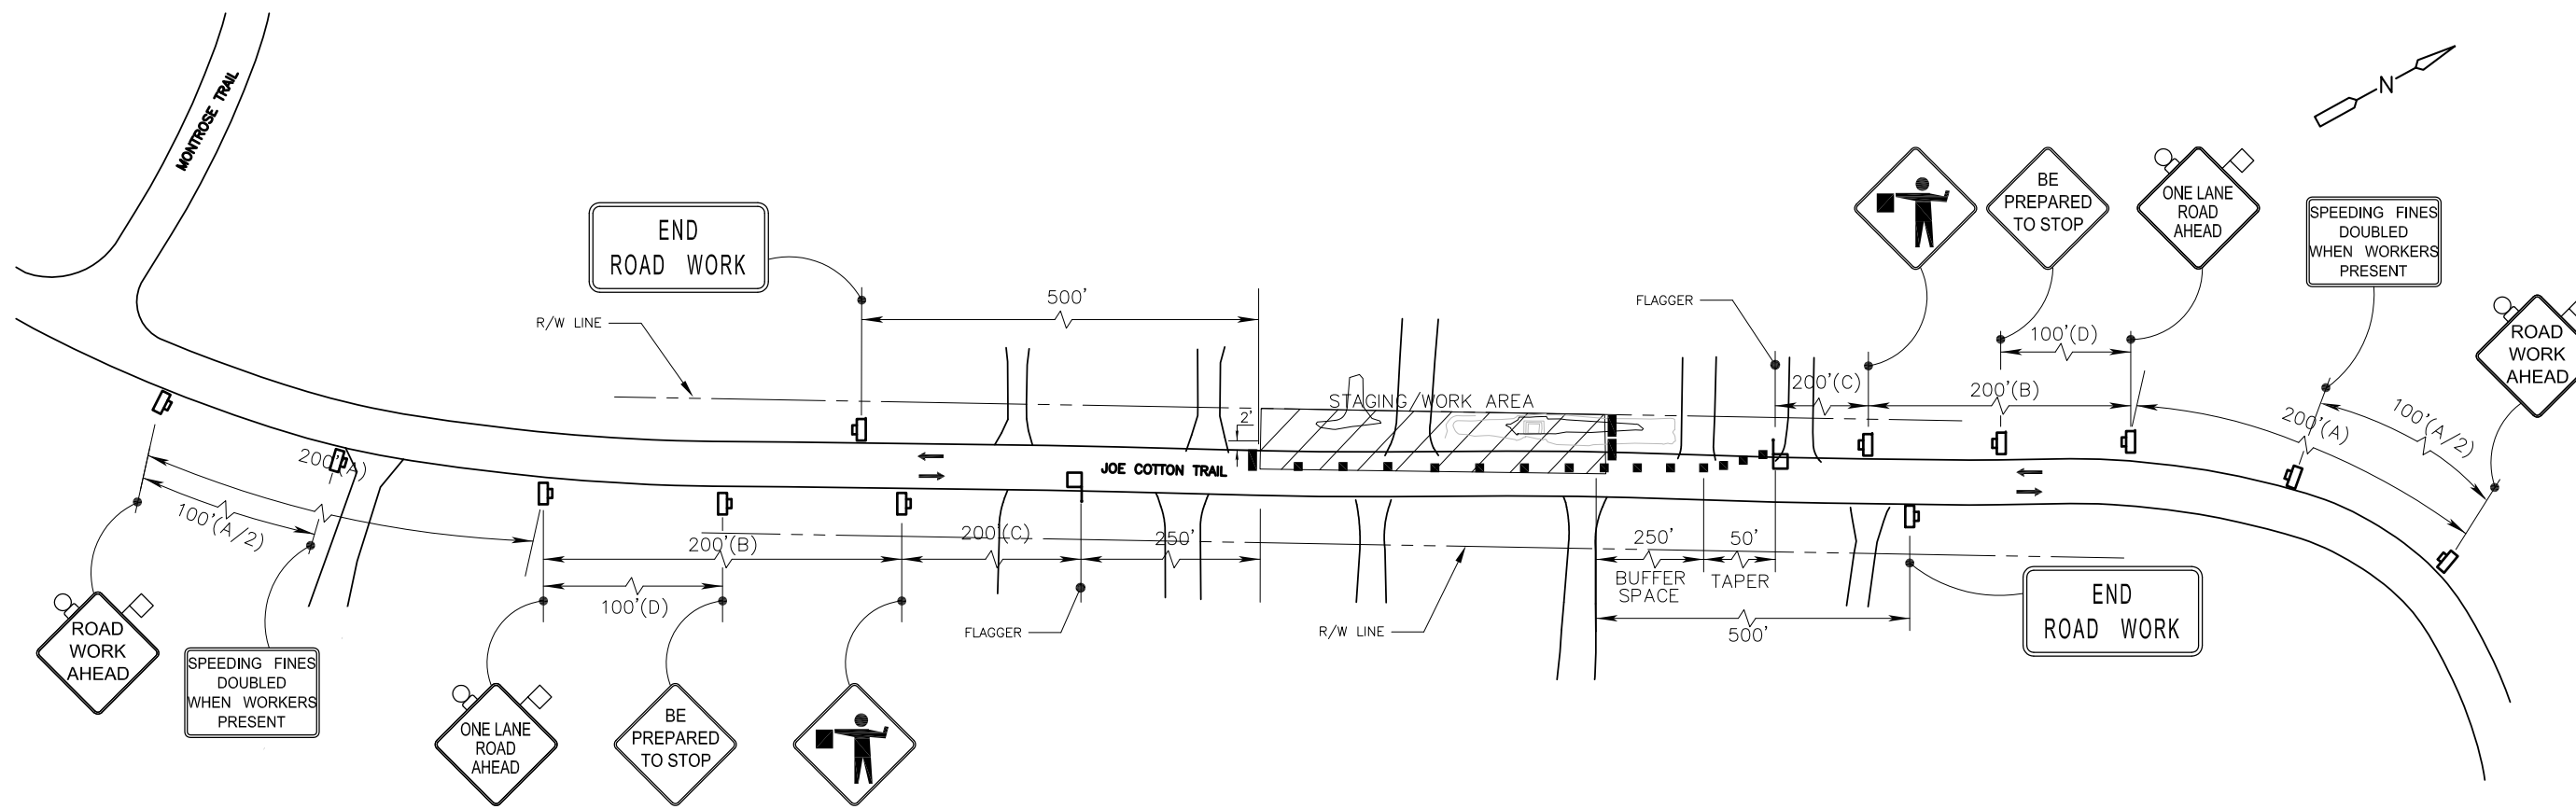 MONTROSE TRAIL
N
END
ROAD WORK
500'
R/W LINE
FLAGGER
BE
PREPARED
TO STOP
ONE LANE
ROAD
AHEAD
SPEEDING FINES
DOUBLED
WHEN WORKERS
PRESENT
ROAD
WORK
AHEAD
100'(D)
200'(C)
200'(B)
200'(A)
100'(A/2)
STAGING/WORK AREA
2'
JOE COTTON TRAIL
200'(A)
100'(A/2)
200'(B)
200'(C)
250'
100'(D)
250'
BUFFER
SPACE
50'
TAPER
500'
FLAGGER
R/W LINE
END
ROAD WORK
ROAD
WORK
AHEAD
SPEEDING FINES
DOUBLED
WHEN WORKERS
PRESENT
ONE LANE
ROAD
AHEAD
BE
PREPARED
TO STOP